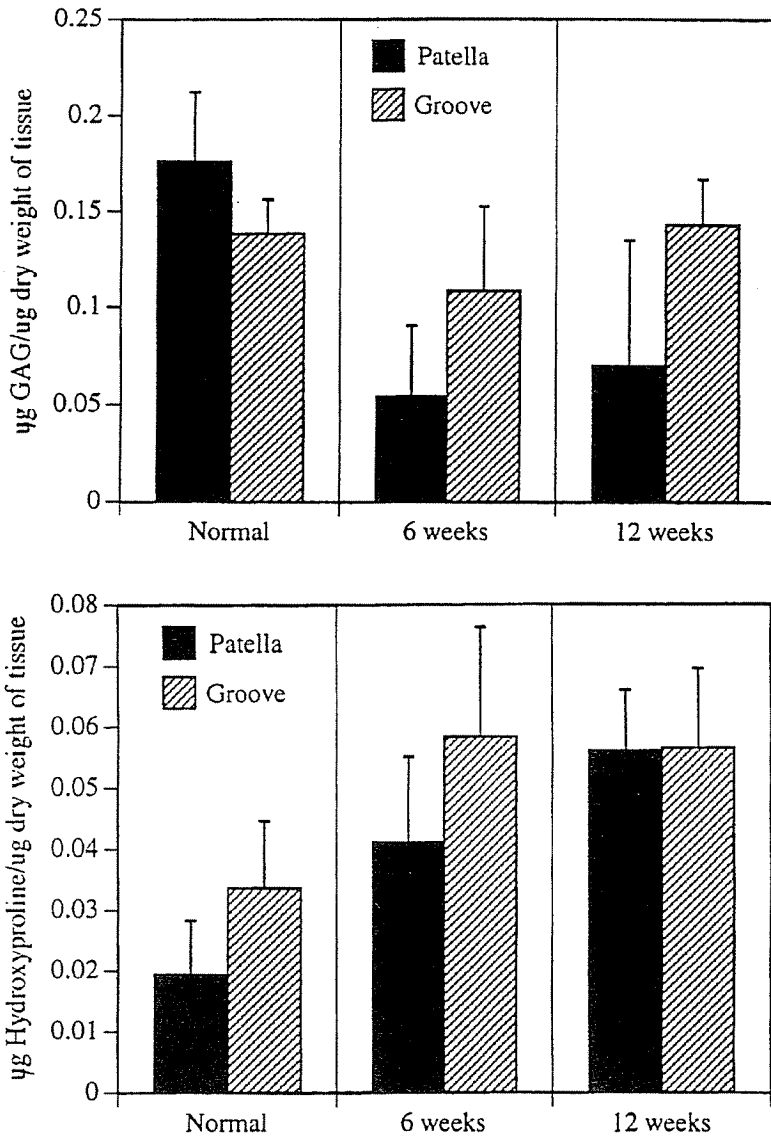 0.25
0.2
0.15
0.1
0.05
0
µg GAG/ug dry weight of tissue
Patella
Groove
Normal
6 weeks
12 weeks
0.08
0.07
0.06
0.05
0.04
0.03
0.02
0.01
0
µg Hydroxyproline/ug dry weight of tissue
Patella
Groove
Normal
6 weeks
12 weeks